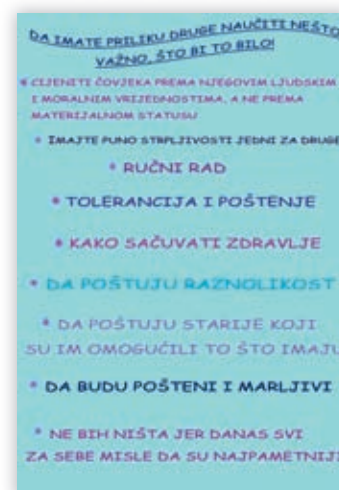 DA IMATE PRILIKU DRUGE NAUČITI NEŠTO
VAŽNO, ŠTO BI TO BILO!
* CIJENITI ČOVJEKA PREMA NJEGOVIM LJUDSKIM
I MORALNIM VRIJEDNOSTIMA, A NE PREMA
MATERIJALNOM STATUSU
* IMAJTE PUNO STRPLJIVOSTI JEDNI ZA DRUGE
* RUČNI RAD
* TOLERANCIJA I POŠTENJE
* KAKO SAČUVATI ZDRAVLJE
* DA POŠTUJU RAZNOLIKOST
* DA POŠTUJU STARIJE KOJI
SU IM OMOGUĆILI TO ŠTO IMAJU
* DA BUDU POŠTENI I MARLJIVI
* NE BIH NIŠTA JER DANAS SVI
ZA SEBE MISLE DA SU NAJPAMETNIJI